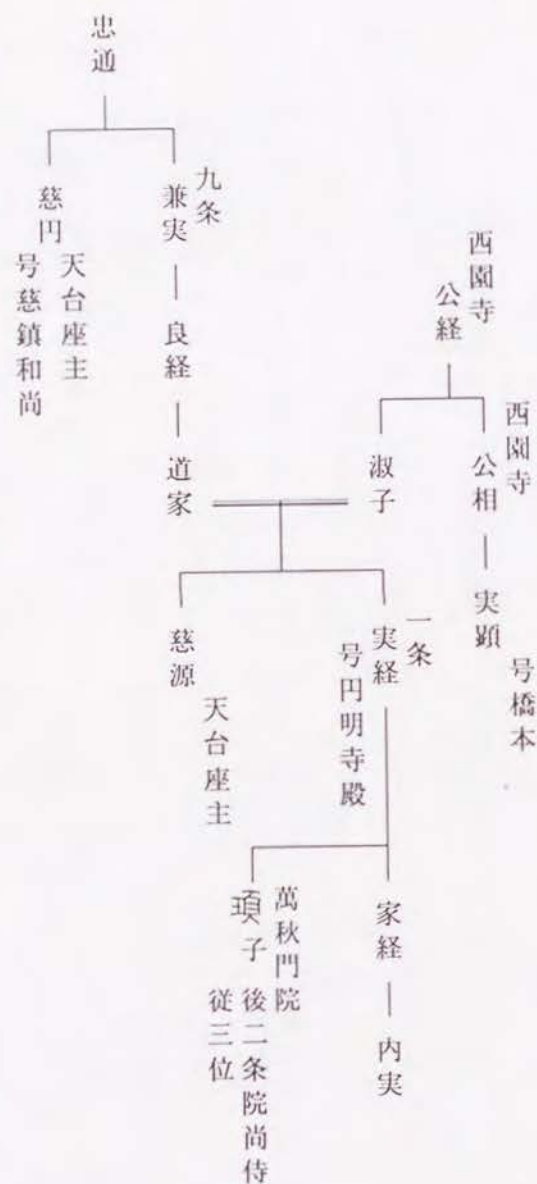 西園寺
公経
西園寺
公相
実顕
号橋本
淑子
忠通
九条
兼実
良経
道家
慈円
天台座主
号慈鎮和尚
一条
実経
号円明寺殿
慈源
天台座主
家経
内実
萬秋門院
頊子
後二条院尚侍
従三位